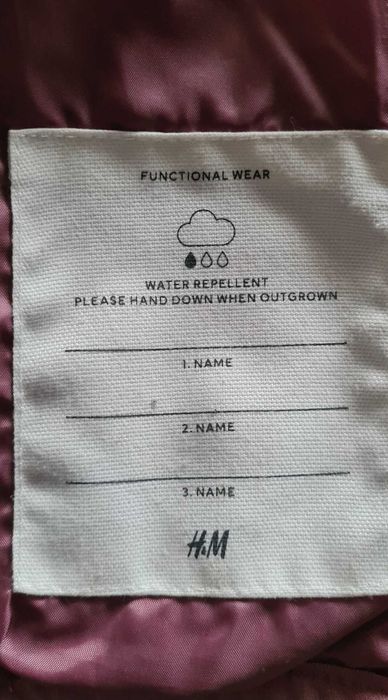 FUNCTIONAL WEAR
WATER REPELLENT
PLEASE HAND DOWN WHEN OUTGROWN
1. NAME
2. NAME
3. NAME
H&M